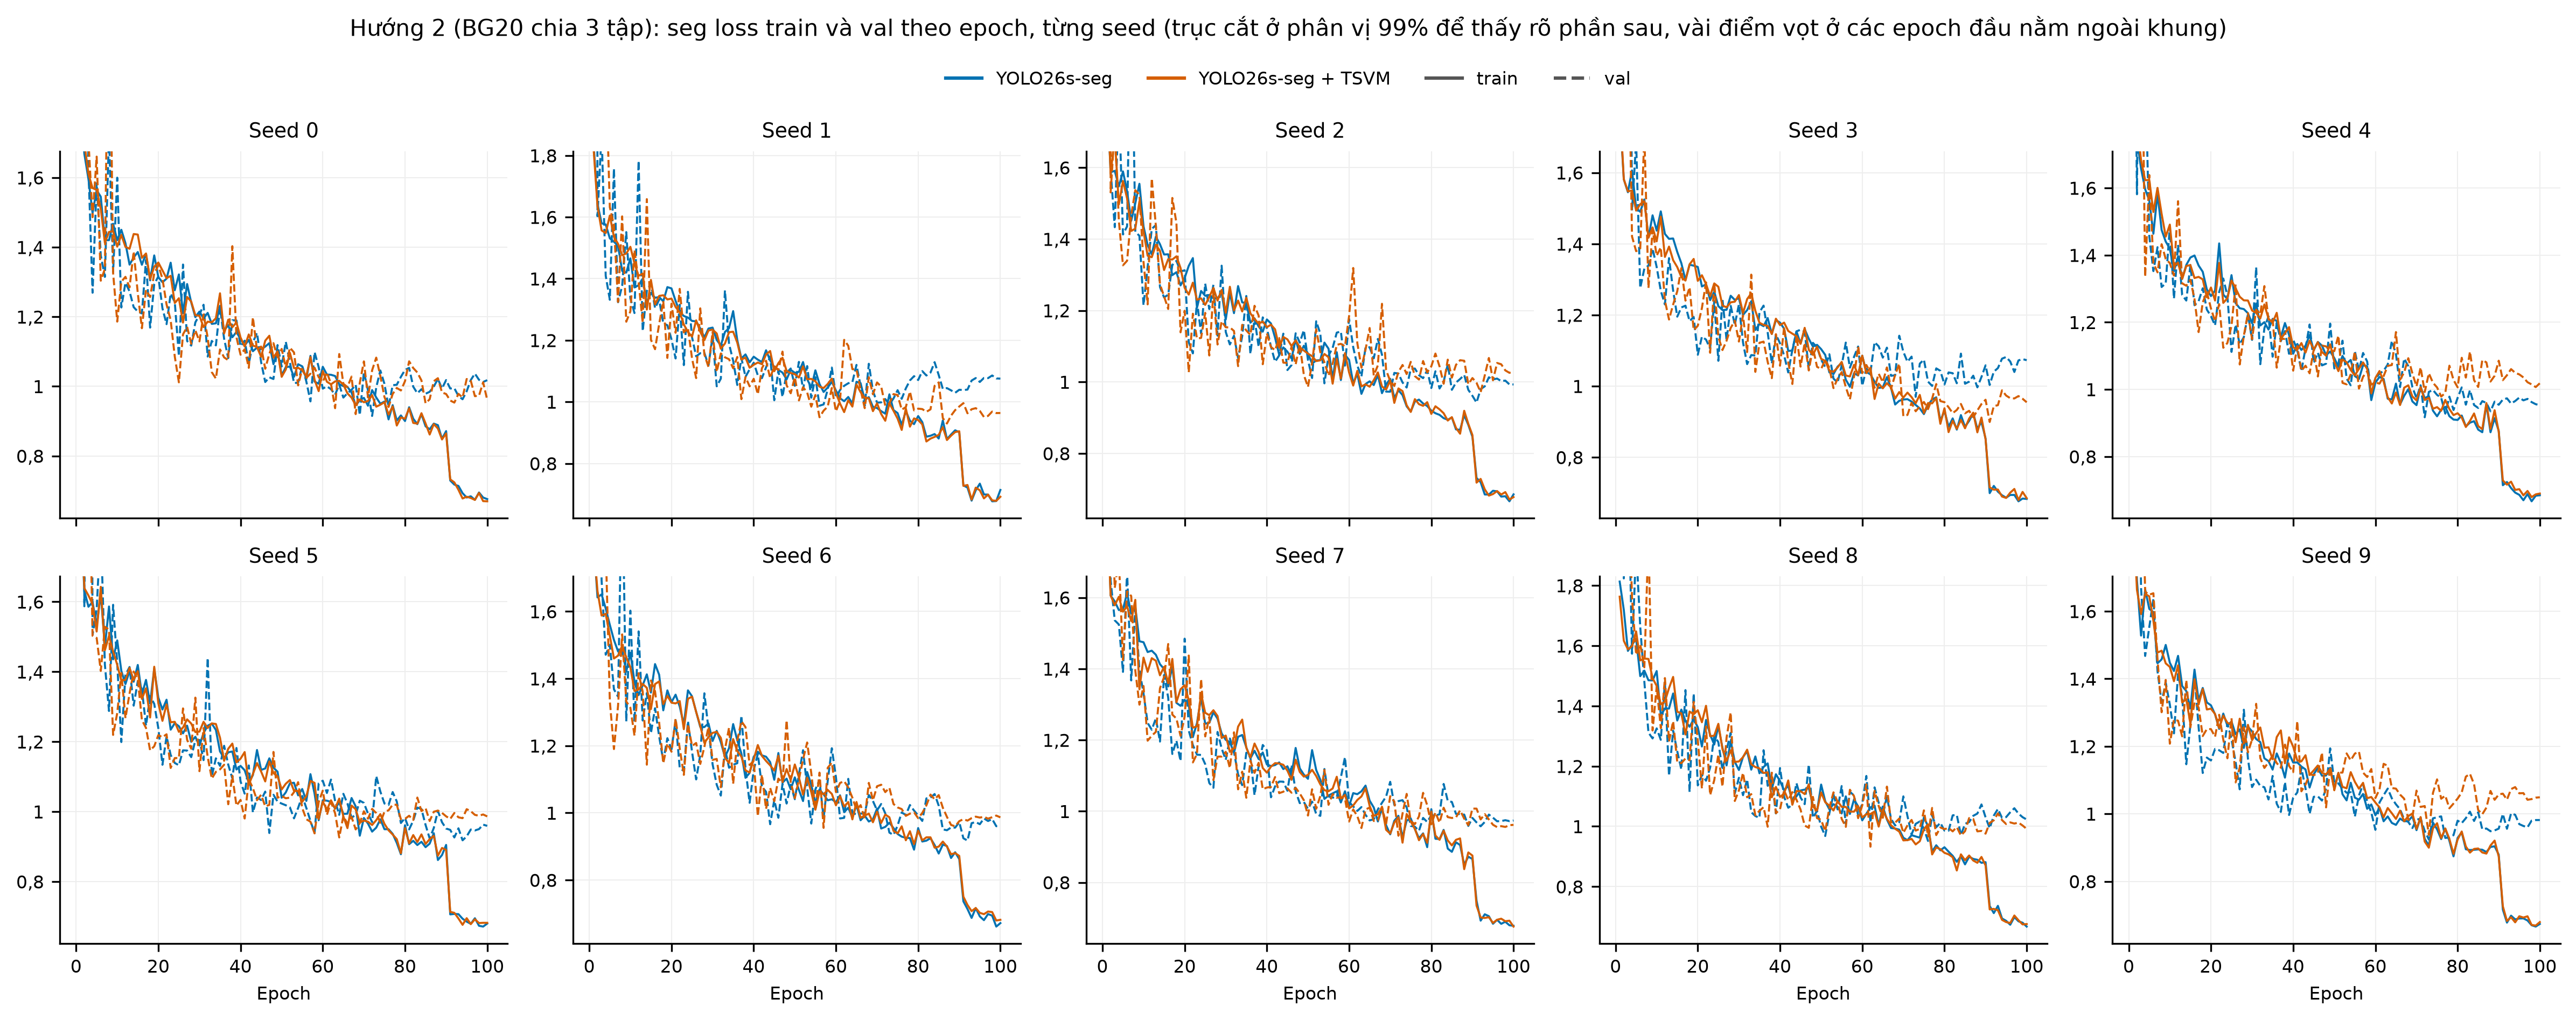 Hướng 2 (BG20 chia 3 tập): seg loss train và val theo epoch, từng seed (trục cắt ở phân vị 99% để thấy rõ phần sau, vài điểm vọt ở các epoch đầu nằm ngoài khung)
YOLO26s-seg YOLO26s-seg + TSVM train val
Seed 0 Seed 1 Seed 2 Seed 3 Seed 4
1,6 1,4 1,2 1 0,8
1,8 1,6 1,4 1,2 1 0,8
1,6 1,4 1,2 1 0,8
1,6 1,4 1,2 1 0,8
1,6 1,4 1,2 1 0,8
Seed 5 Seed 6 Seed 7 Seed 8 Seed 9
1,6 1,4 1,2 1 0,8
1,6 1,4 1,2 1 0,8
1,6 1,4 1,2 1 0,8
1,8 1,6 1,4 1,2 1 0,8
1,6 1,4 1,2 1 0,8
0 20 40 60 80 100 0 20 40 60 80 100 0 20 40 60 80 100 0 20 40 60 80 100 0 20 40 60 80 100
Epoch Epoch Epoch Epoch Epoch